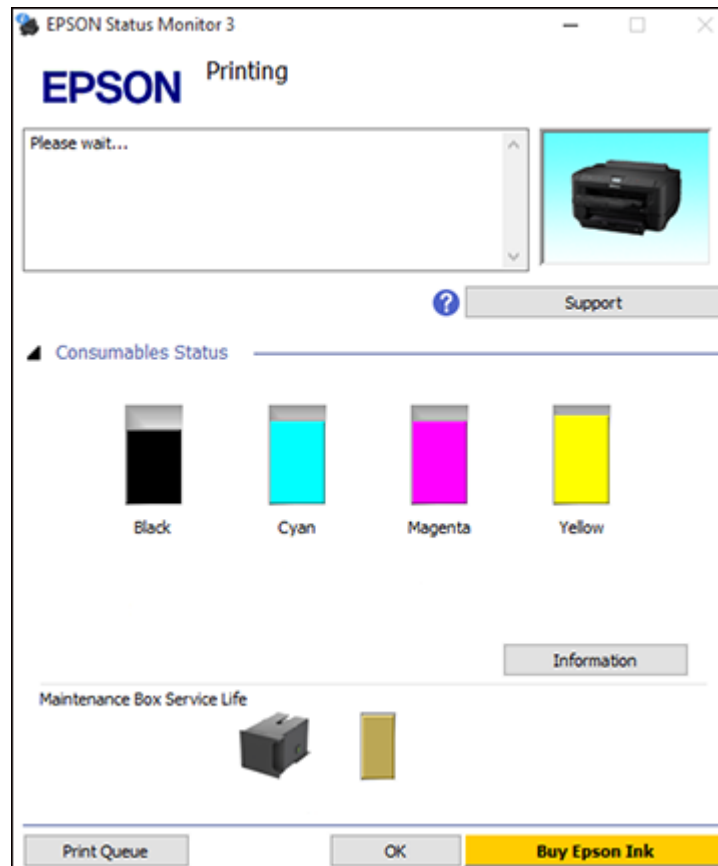 EPSON Status Monitor 3
EPSON
Printing
Please wait...
?
Support
Consumables Status
Black Cyan Magenta Yellow
Information
Maintenance Box Service Life
Print Queue OK Buy Epson Ink